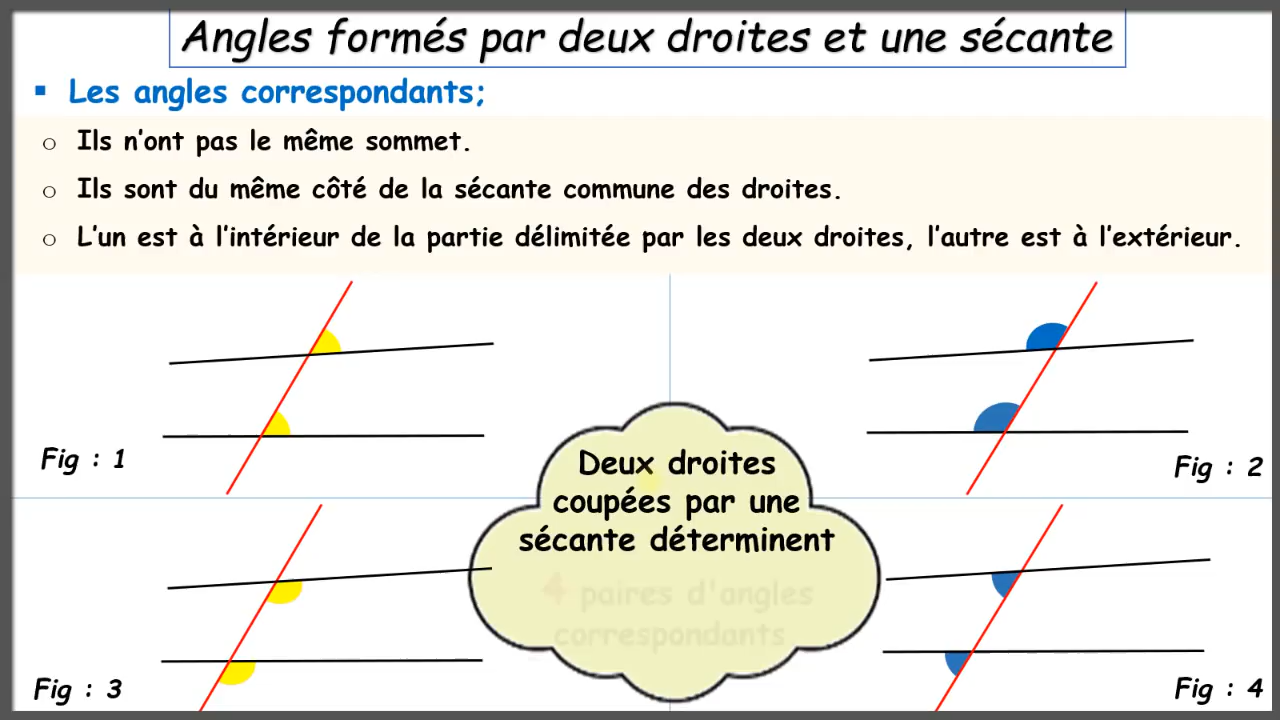 Angles formés par deux droites et une sécante
Les angles correspondants;
Ils n'ont pas le même sommet.
Ils sont du même côté de la sécante commune des droites.
L'un est à l'intérieur de la partie délimitée par les deux droites, l'autre est à l'extérieur.
Fig : 1
Fig : 2
Deux droites
coupées par une
sécante déterminent
4 paires d'angles
correspondants
Fig : 3
Fig : 4